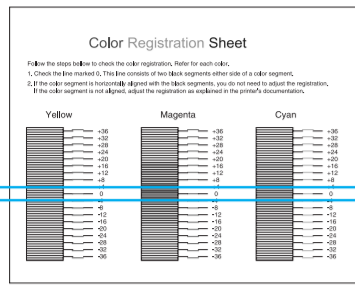 Color Registration Sheet
Follow the steps below to check the color registration. Refer for each color.
1. Check the line marked 0. This line consists of two black segments either side of a color segment.
2. If the color segment is horizontally aligned with the black segments, you do not need to adjust the registration.
If the color segment is not aligned, adjust the registration as explained in the printer's documentation.
Yellow Magenta Cyan
+36 +36 +36
+32 +32 +32
+28 +28 +28
+24 +24 +24
+20 +20 +20
+16 +16 +16
+12 +12 +12
+8 +8 +8
0 0 0
-8 -8 -8
-12 -12 -12
-16 -16 -16
-20 -20 -20
-24 -24 -24
-28 -28 -28
-32 -32 -32
-36 -36 -36